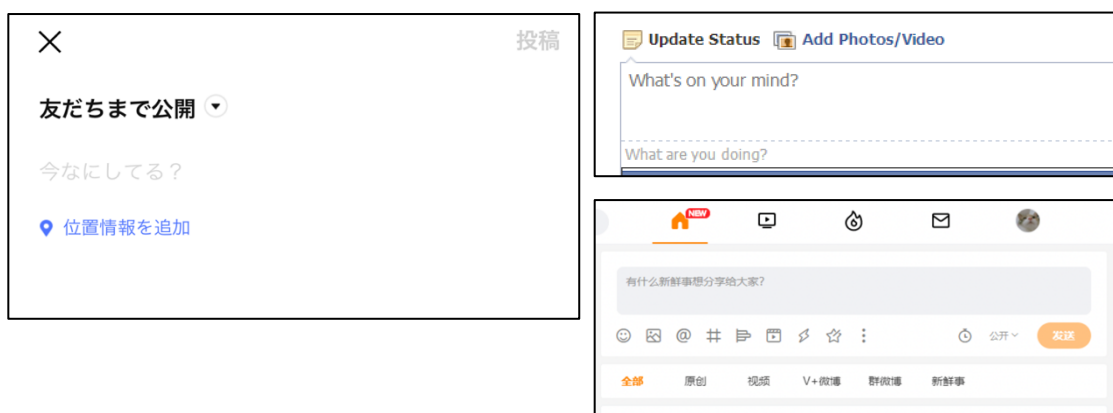 投稿
友だちまで公開
今なにしてる？
位置情報を追加
Update Status Add Photos/Video
What's on your mind?
What are you doing?
NEW
有什么新鲜事想分享给大家?
公开 发送
全部 原创 视频 V+微博 群微博 新鲜事